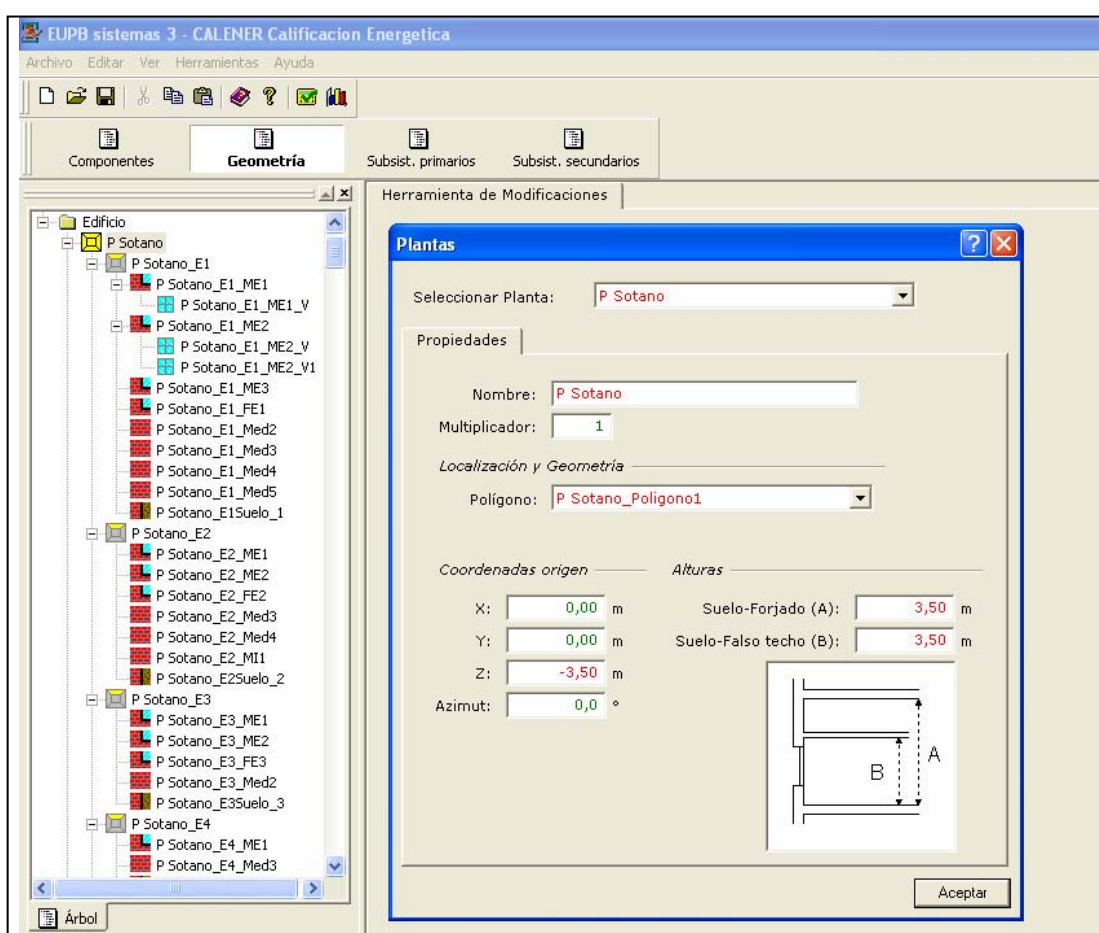 EUPB sistemas 3 - CALENER Calificacion Energetica
Archivo Editar Ver Herramientas Ayuda
Componentes Geometría Subsist. primarios Subsist. secundarios
Edificio
P Sotano
P Sotano_E1
P Sotano_E1_ME1
P Sotano_E1_ME1_V
P Sotano_E1_ME2
P Sotano_E1_ME2_V
P Sotano_E1_ME2_V1
P Sotano_E1_ME3
P Sotano_E1_FE1
P Sotano_E1_Med2
P Sotano_E1_Med3
P Sotano_E1_Med4
P Sotano_E1_Med5
P Sotano_E1Suelo_1
P Sotano_E2
P Sotano_E2_ME1
P Sotano_E2_ME2
P Sotano_E2_FE2
P Sotano_E2_Med3
P Sotano_E2_Med4
P Sotano_E2_MI1
P Sotano_E2Suelo_2
P Sotano_E3
P Sotano_E3_ME1
P Sotano_E3_ME2
P Sotano_E3_FE3
P Sotano_E3_Med2
P Sotano_E3Suelo_3
P Sotano_E4
P Sotano_E4_ME1
P Sotano_E4_Med3
Árbol
Herramienta de Modificaciones
Plantas
Seleccionar Planta: P Sotano
Propiedades
Nombre: P Sotano
Multiplicador: 1
Localización y Geometría
Polígono: P Sotano_Poligono1
Coordenadas origen
X: 0,00 m
Y: 0,00 m
Z: -3,50 m
Azimut: 0,0 °
Alturas
Suelo-Forjado (A): 3,50 m
Suelo-Falso techo (B): 3,50 m
A
B
Aceptar